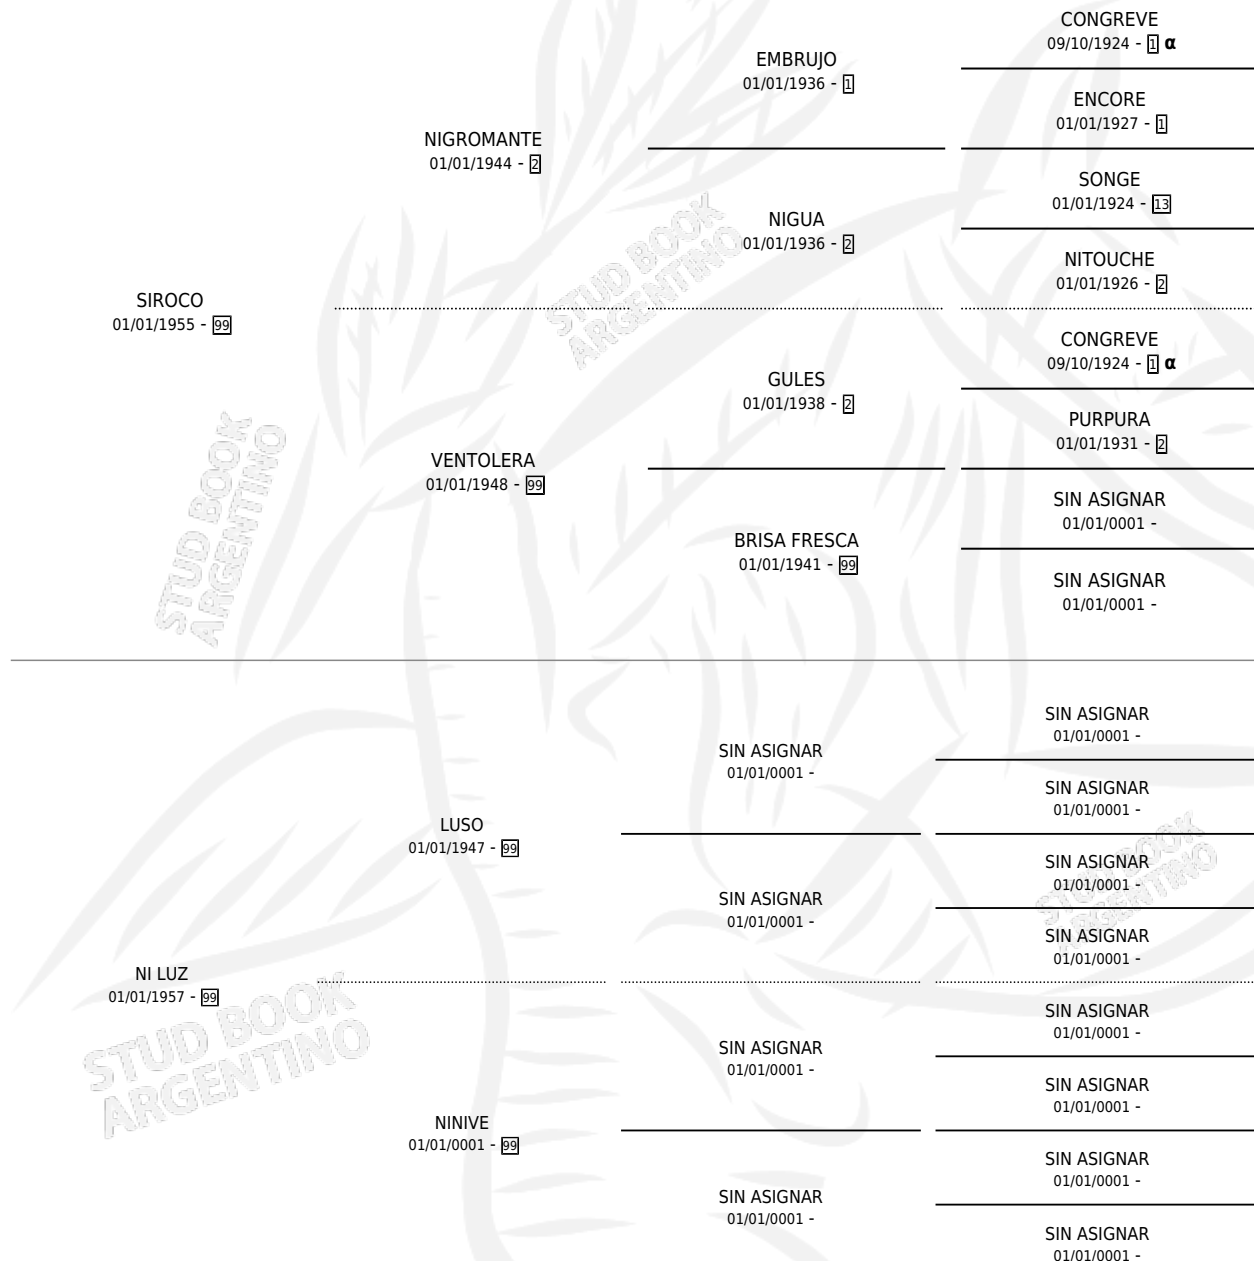 CONGREVE
09/10/1924 - 1 α
EMBRUJO
01/01/1936 - 1
ENCORE
01/01/1927 - 1
NIGROMANTE
01/01/1944 - 2
SONGE
01/01/1924 - 13
NIGUA
01/01/1936 - 2
NITOUCHE
01/01/1926 - 2
SIROCO
01/01/1955 - 99
CONGREVE
09/10/1924 - 1 α
GULES
01/01/1938 - 2
PURPURA
01/01/1931 - 2
VENTOLERA
01/01/1948 - 99
SIN ASIGNAR
01/01/0001 -
BRISA FRESCA
01/01/1941 - 99
SIN ASIGNAR
01/01/0001 -
SIN ASIGNAR
01/01/0001 -
SIN ASIGNAR
01/01/0001 -
SIN ASIGNAR
01/01/0001 -
LUSO
01/01/1947 - 99
SIN ASIGNAR
01/01/0001 -
SIN ASIGNAR
01/01/0001 -
SIN ASIGNAR
01/01/0001 -
NI LUZ
01/01/1957 - 99
SIN ASIGNAR
01/01/0001 -
SIN ASIGNAR
01/01/0001 -
SIN ASIGNAR
01/01/0001 -
NINIVE
01/01/0001 - 99
SIN ASIGNAR
01/01/0001 -
SIN ASIGNAR
01/01/0001 -
SIN ASIGNAR
01/01/0001 -
STUD BOOK
ARGENTINO
STUD BOOK
ARGENTINO
STUD BOOK
ARGENTINO
STUD BOOK
ARGENTINO